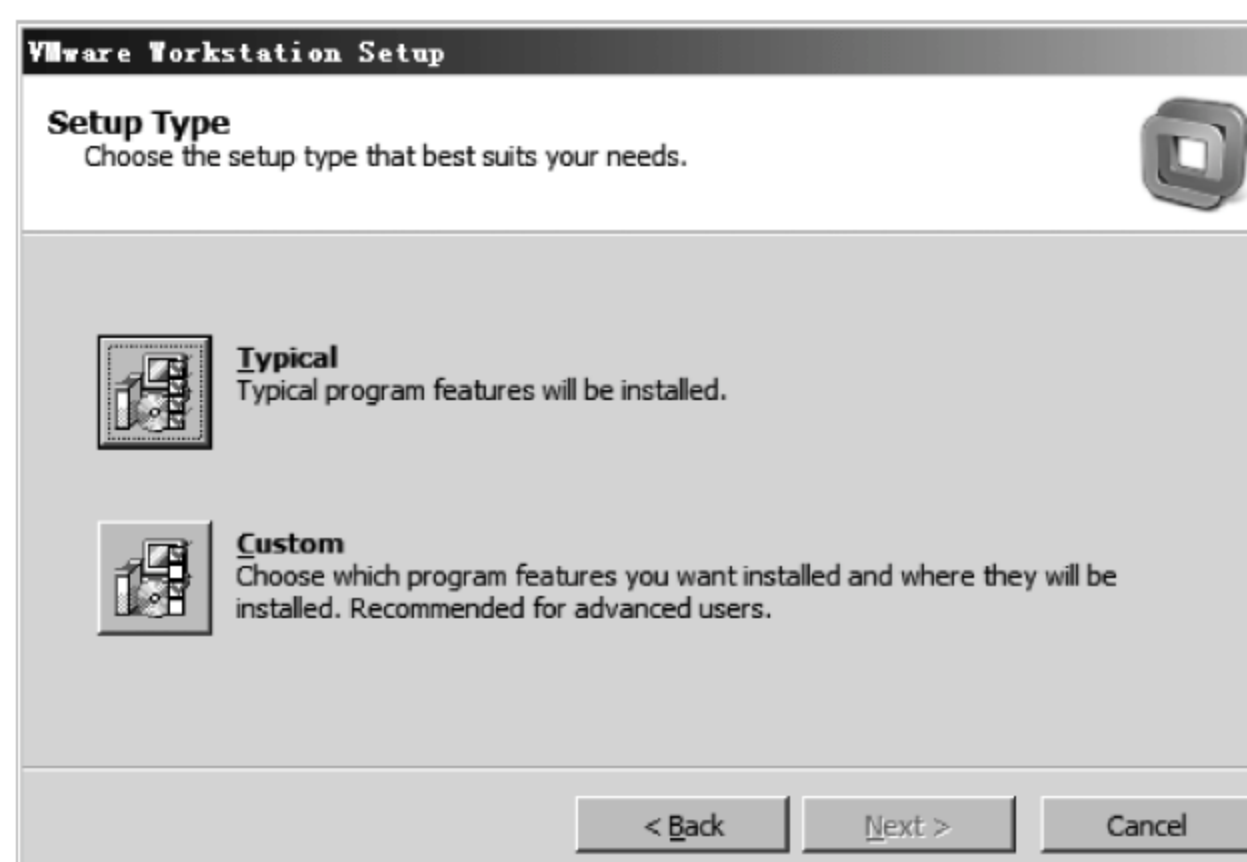 VMware Workstation Setup
Setup Type
Choose the setup type that best suits your needs.
Typical
Typical program features will be installed.
Custom
Choose which program features you want installed and where they will be
installed. Recommended for advanced users.
< Back Next > Cancel